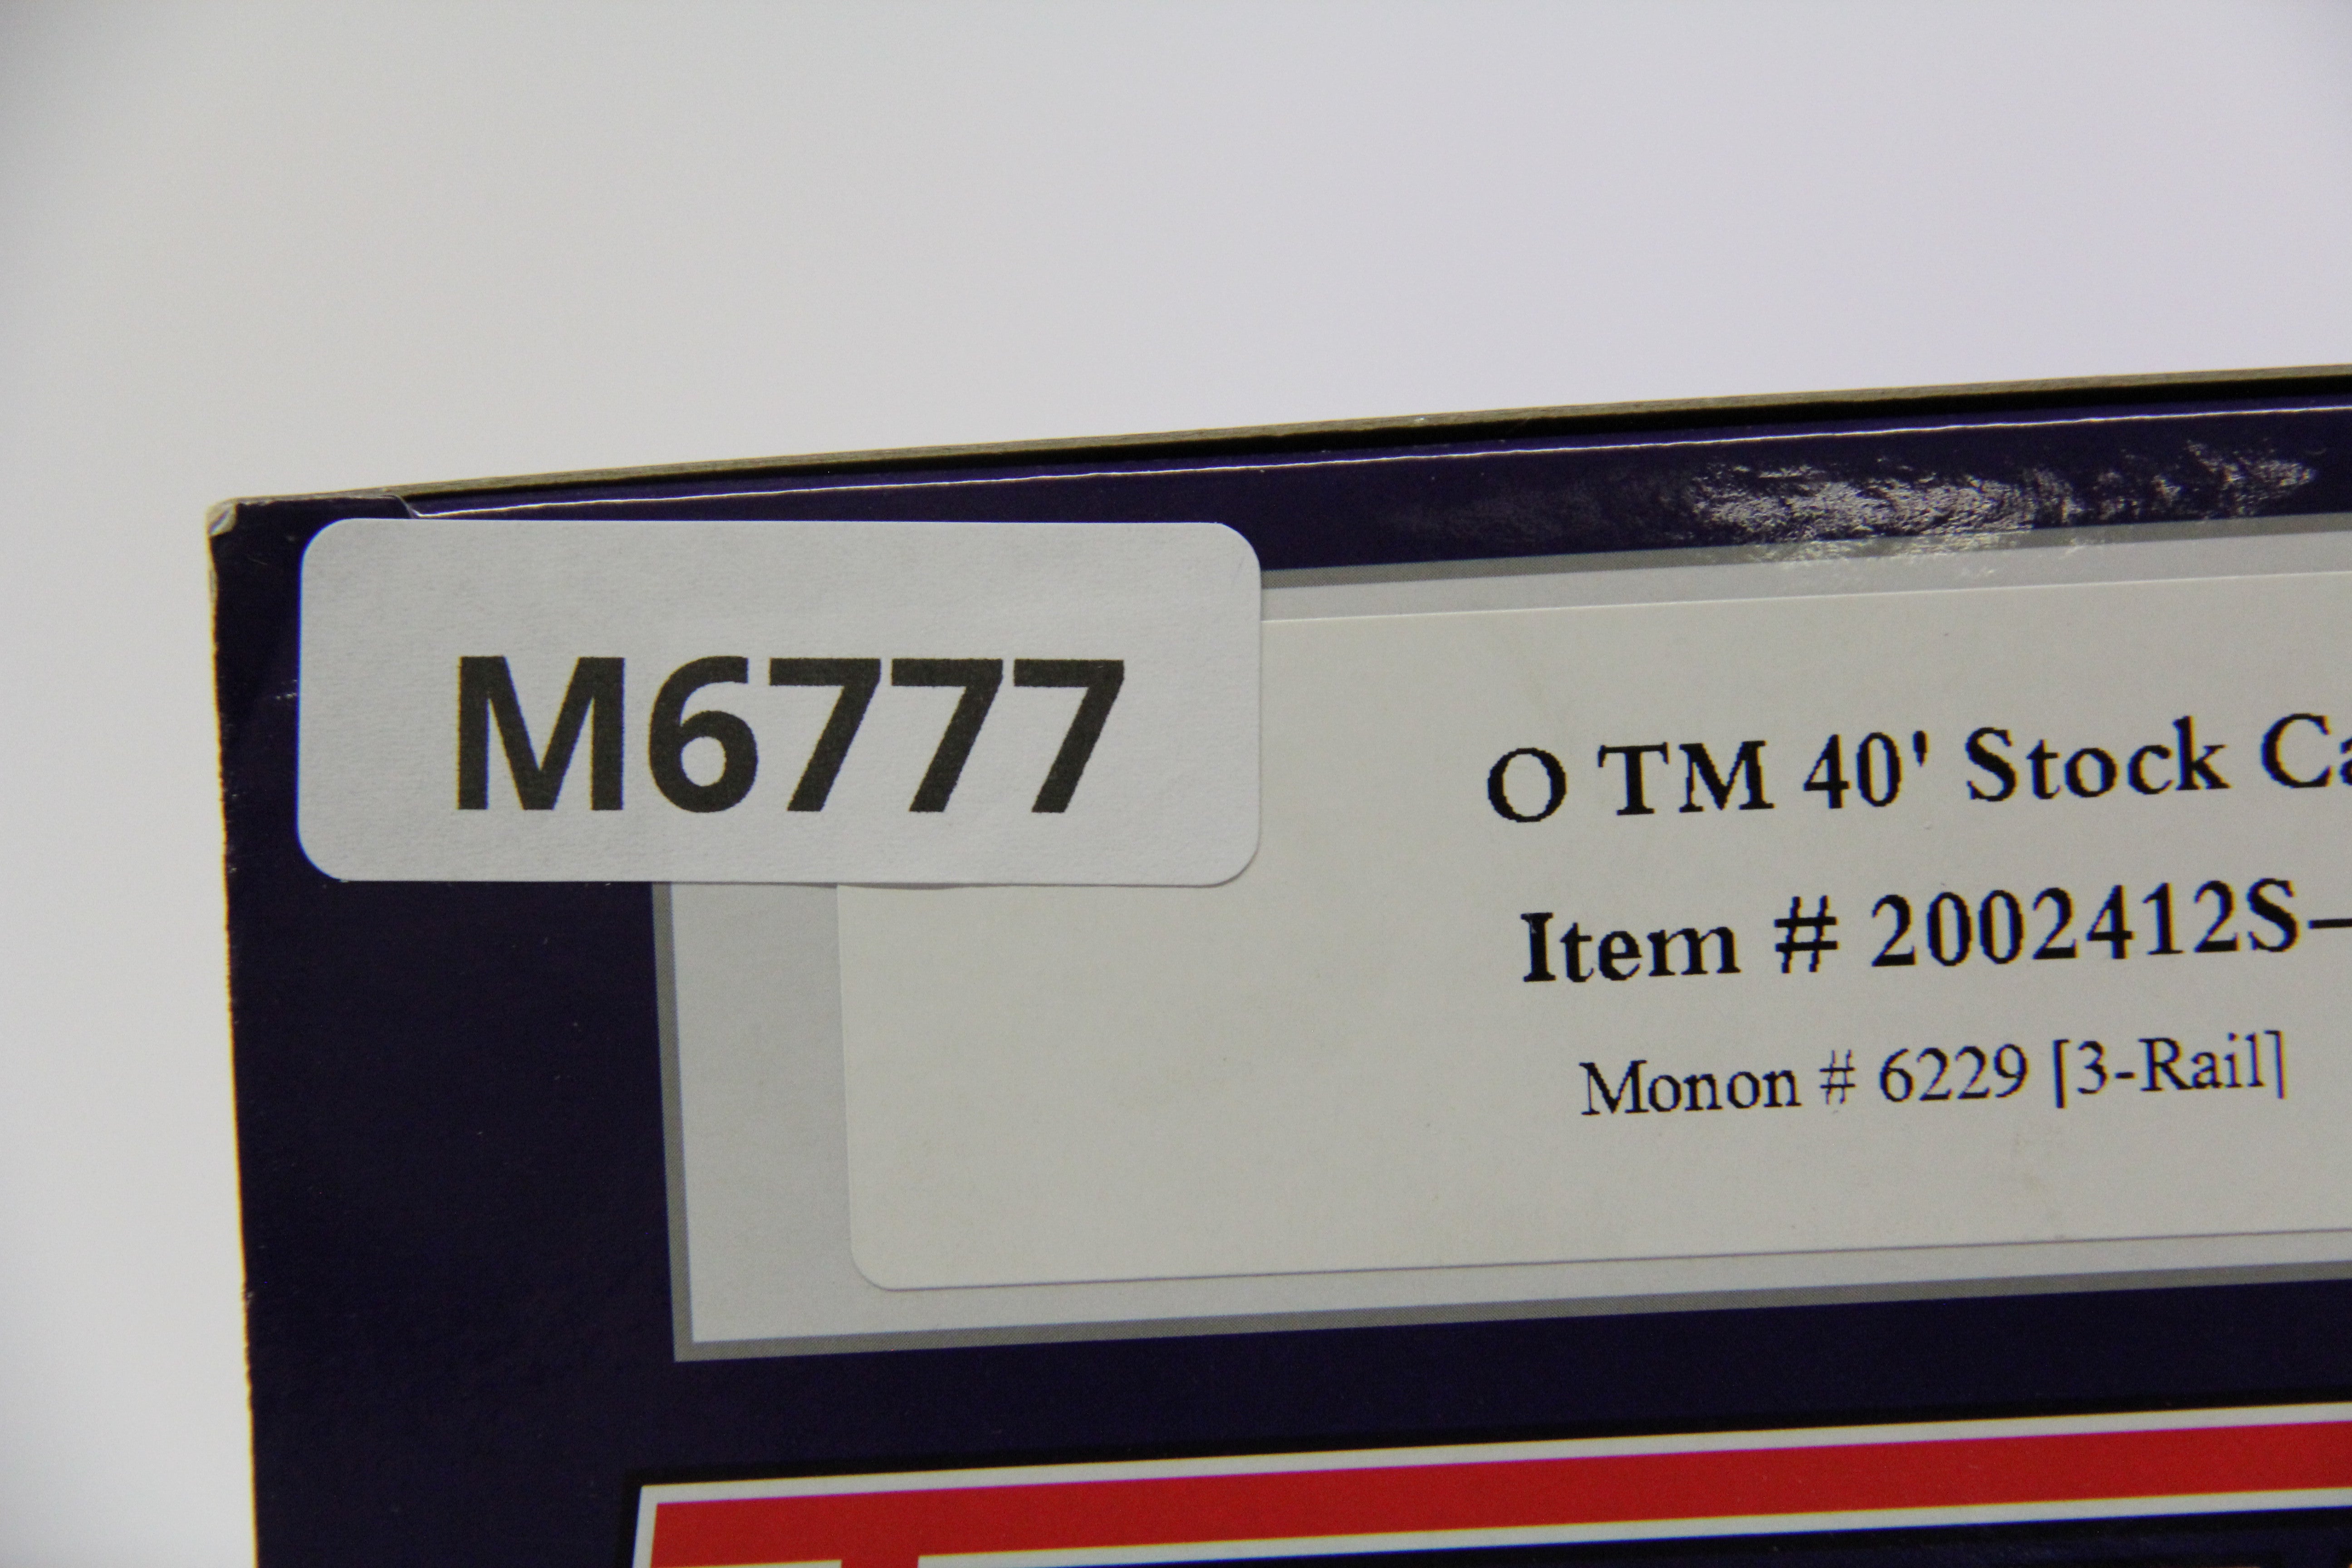 M6777
O TM 40' Stock Ca
Item # 2002412S-
Monon # 6229 [3-Rail]